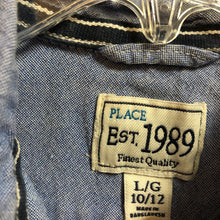 PLACE
EST. 1989
Finest Quality
L/G
10/12
MADE IN
BANGLADESH